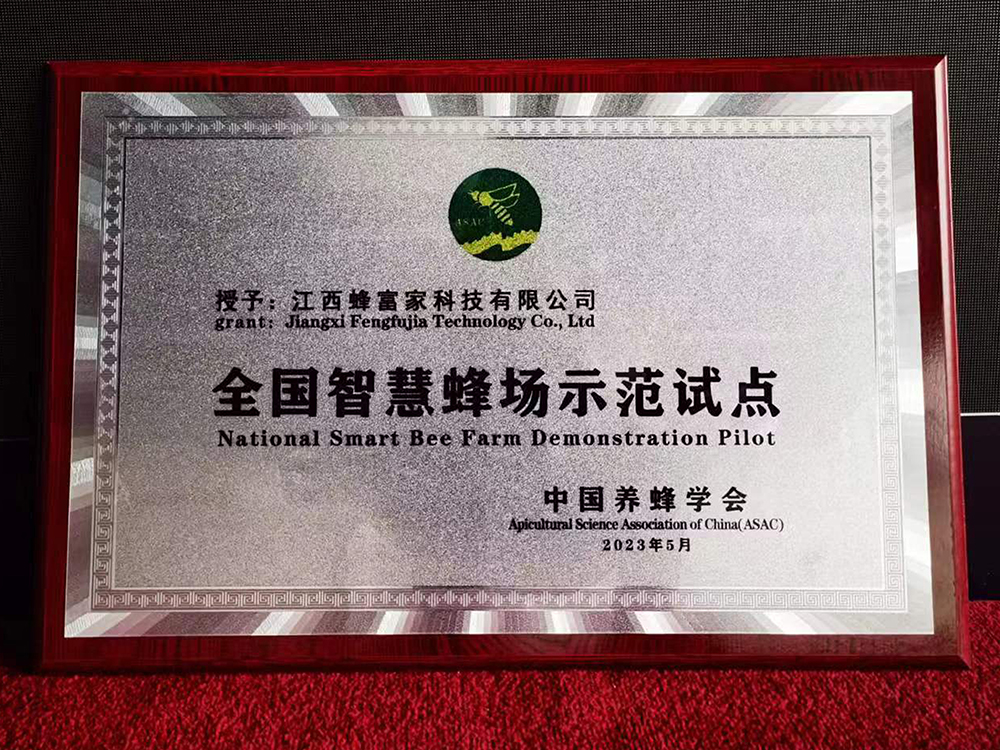 ASAC
授予：江西蜂富家科技有限公司
grant: Jiangxi Fengfujia Technology Co., Ltd
全国智慧蜂场示范试点
National Smart Bee Farm Demonstration Pilot
中国养蜂学会
Apicultural Science Association of China(ASAC)
2023年5月